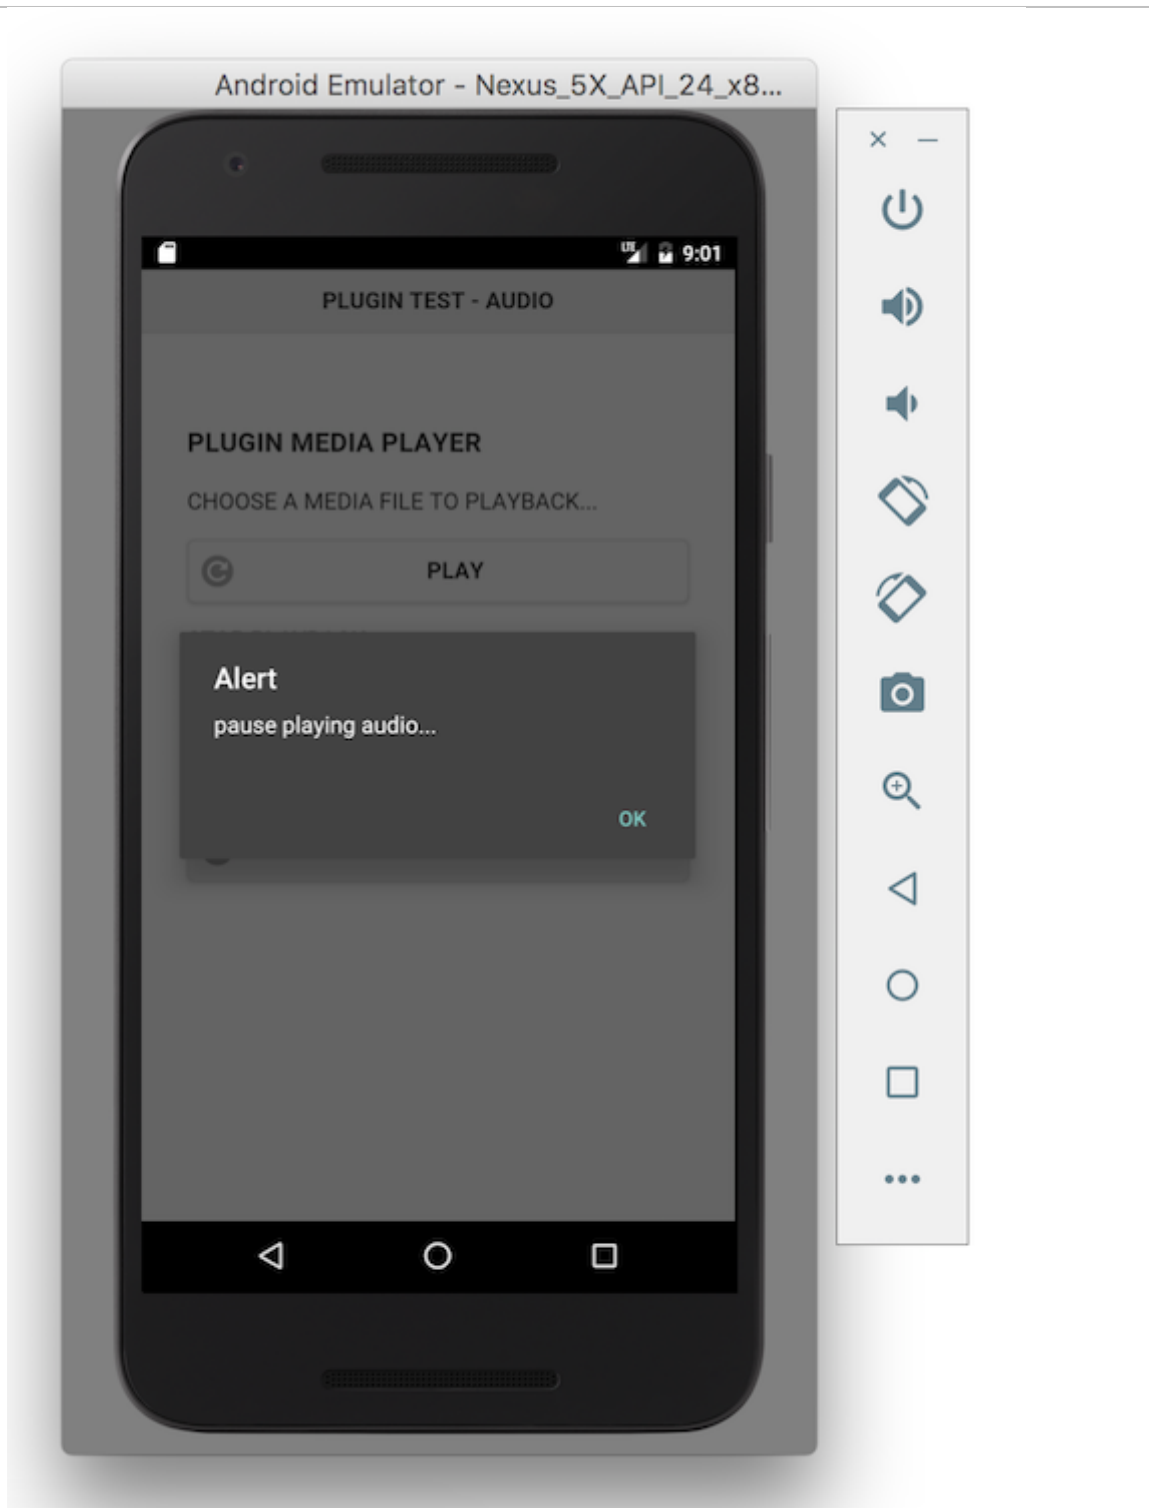 Android Emulator - Nexus_5X_API_24_x8...
LTE 9:01
PLUGIN TEST - AUDIO
PLUGIN MEDIA PLAYER
CHOOSE A MEDIA FILE TO PLAYBACK...
PLAY
Alert
pause playing audio...
OK